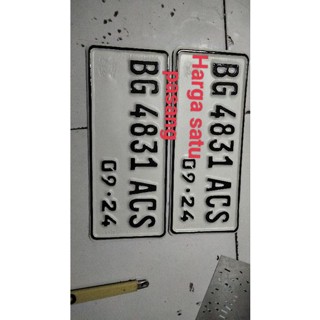 BG 4831 ACS
09·24
BG 4831 ACS
09·24
Harga satu
pasang